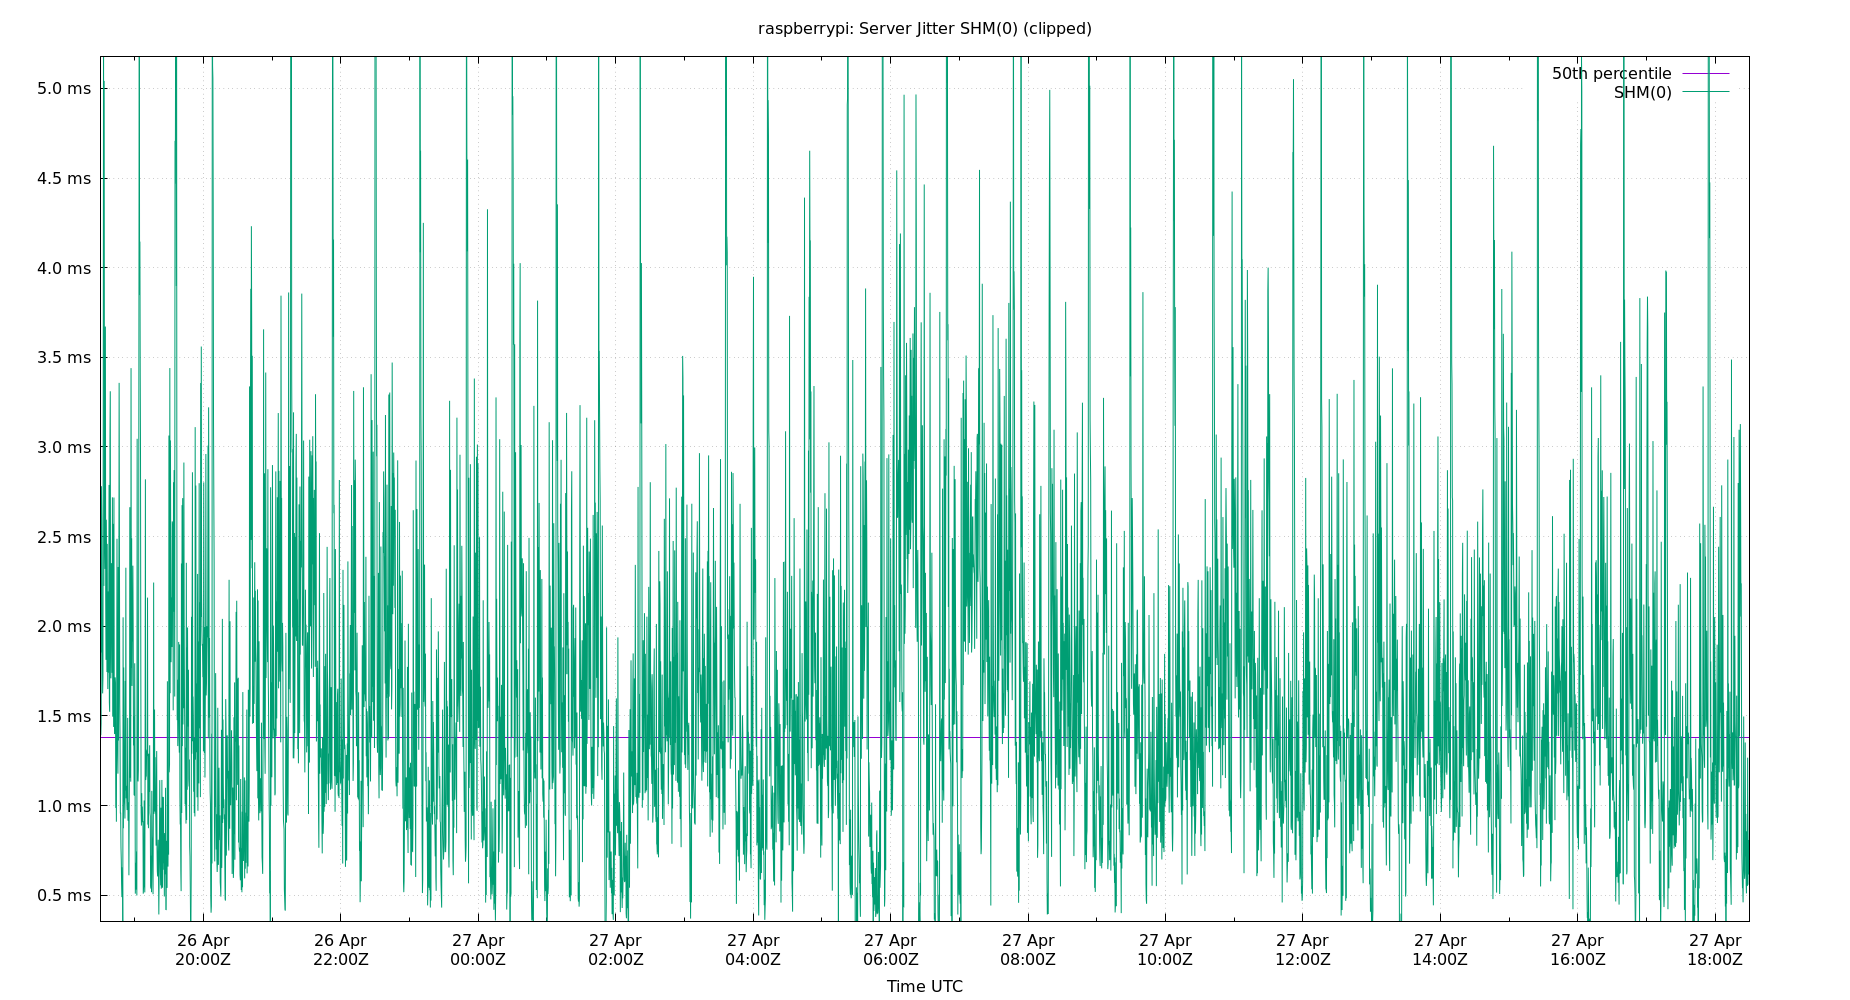 raspberrypi: Server Jitter SHM(0) (clipped)
50th percentile
SHM(0)
5.0 ms
4.5 ms
4.0 ms
3.5 ms
3.0 ms
2.5 ms
2.0 ms
1.5 ms
1.0 ms
0.5 ms
26 Apr 26 Apr 27 Apr 27 Apr 27 Apr 27 Apr 27 Apr 27 Apr 27 Apr 27 Apr 27 Apr 27 Apr
20:00Z 22:00Z 00:00Z 02:00Z 04:00Z 06:00Z 08:00Z 10:00Z 12:00Z 14:00Z 16:00Z 18:00Z
Time UTC